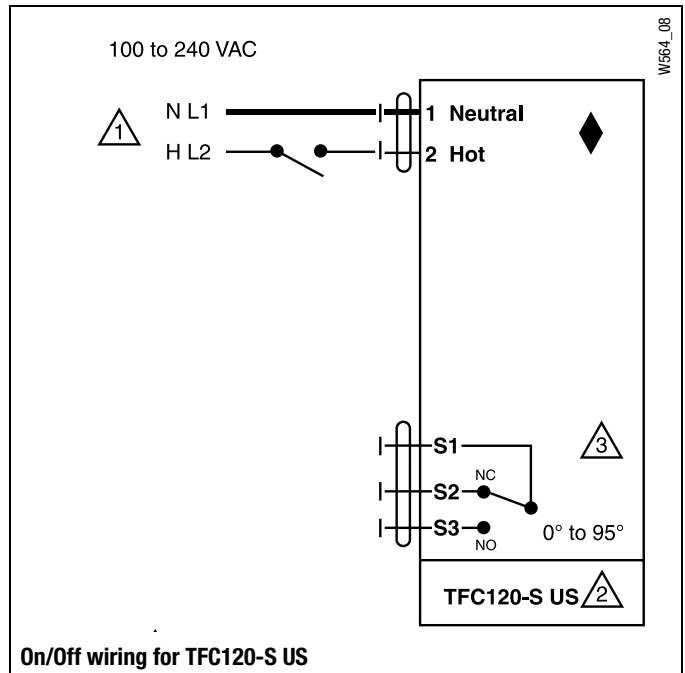 W564_08
100 to 240 VAC
1
N L1
1 Neutral
H L2
2 Hot
S1
3
NC
S2
S3
0° to 95°
NO
TFC120-S US
2
On/Off wiring for TFC120-S US